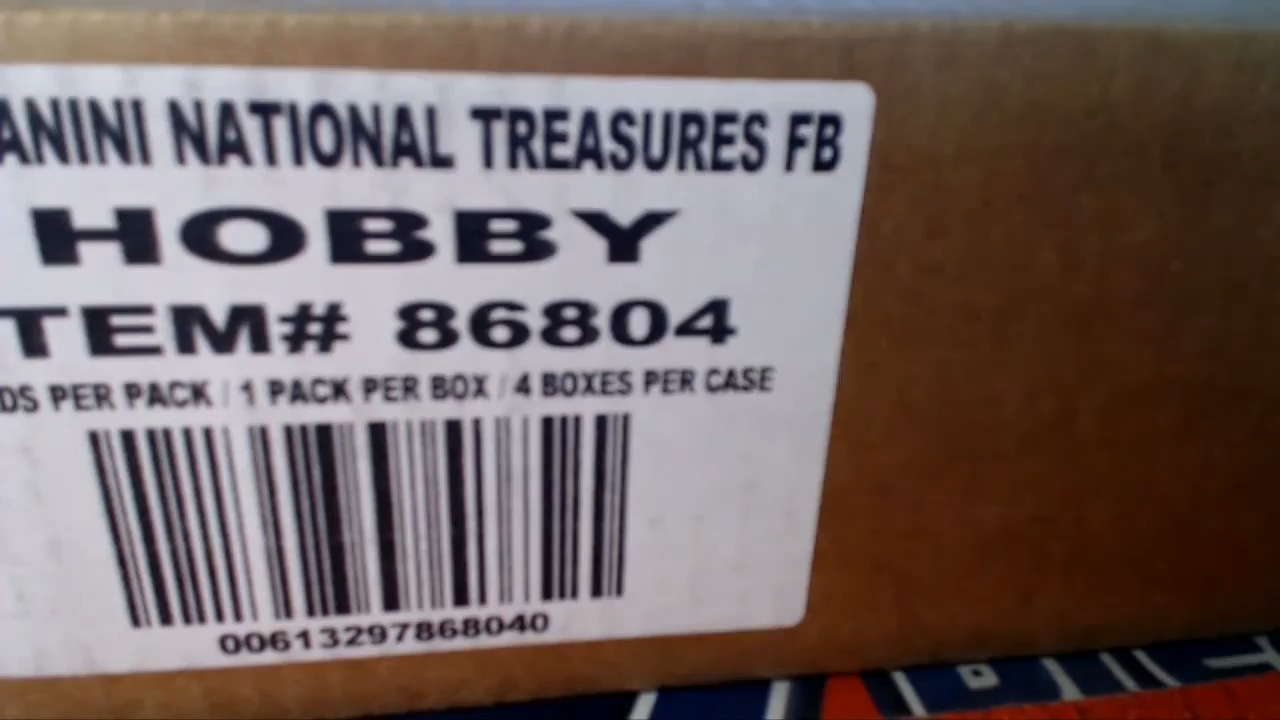 ANINI NATIONAL TREASURES FB
HOBBY
TEM# 86804
DS PER PACK / 1 PACK PER BOX / 4 BOXES PER CASE
00613297868040